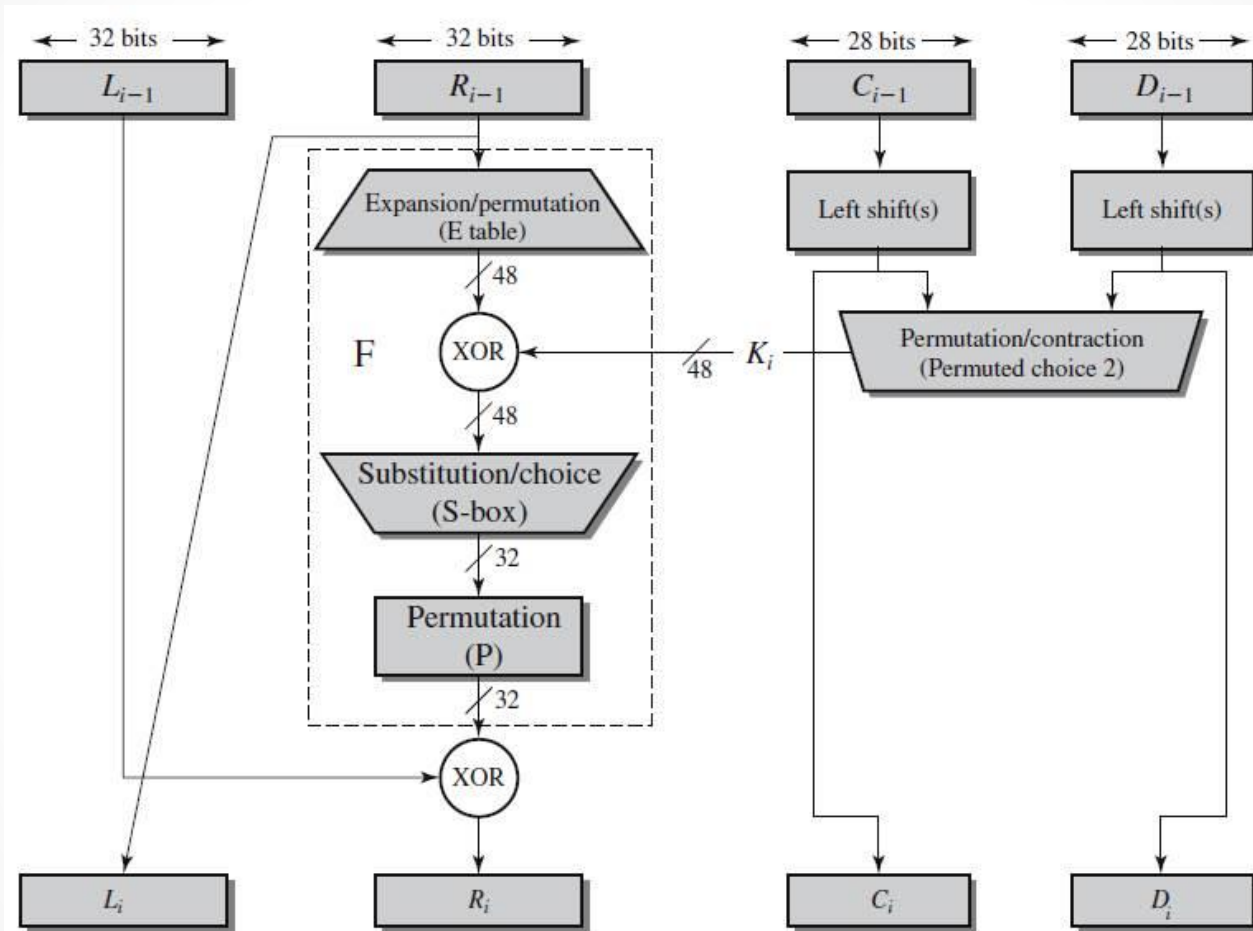 32 bits
32 bits
28 bits
28 bits
L_{i-1}
R_{i-1}
C_{i-1}
D_{i-1}
Expansion/permutation
(E table)
Left shift(s)
Left shift(s)
48
F
XOR
48
K_i
Permutation/contraction
(Permuted choice 2)
48
Substitution/choice
(S-box)
32
Permutation
(P)
32
XOR
L_i
R_i
C_i
D_i